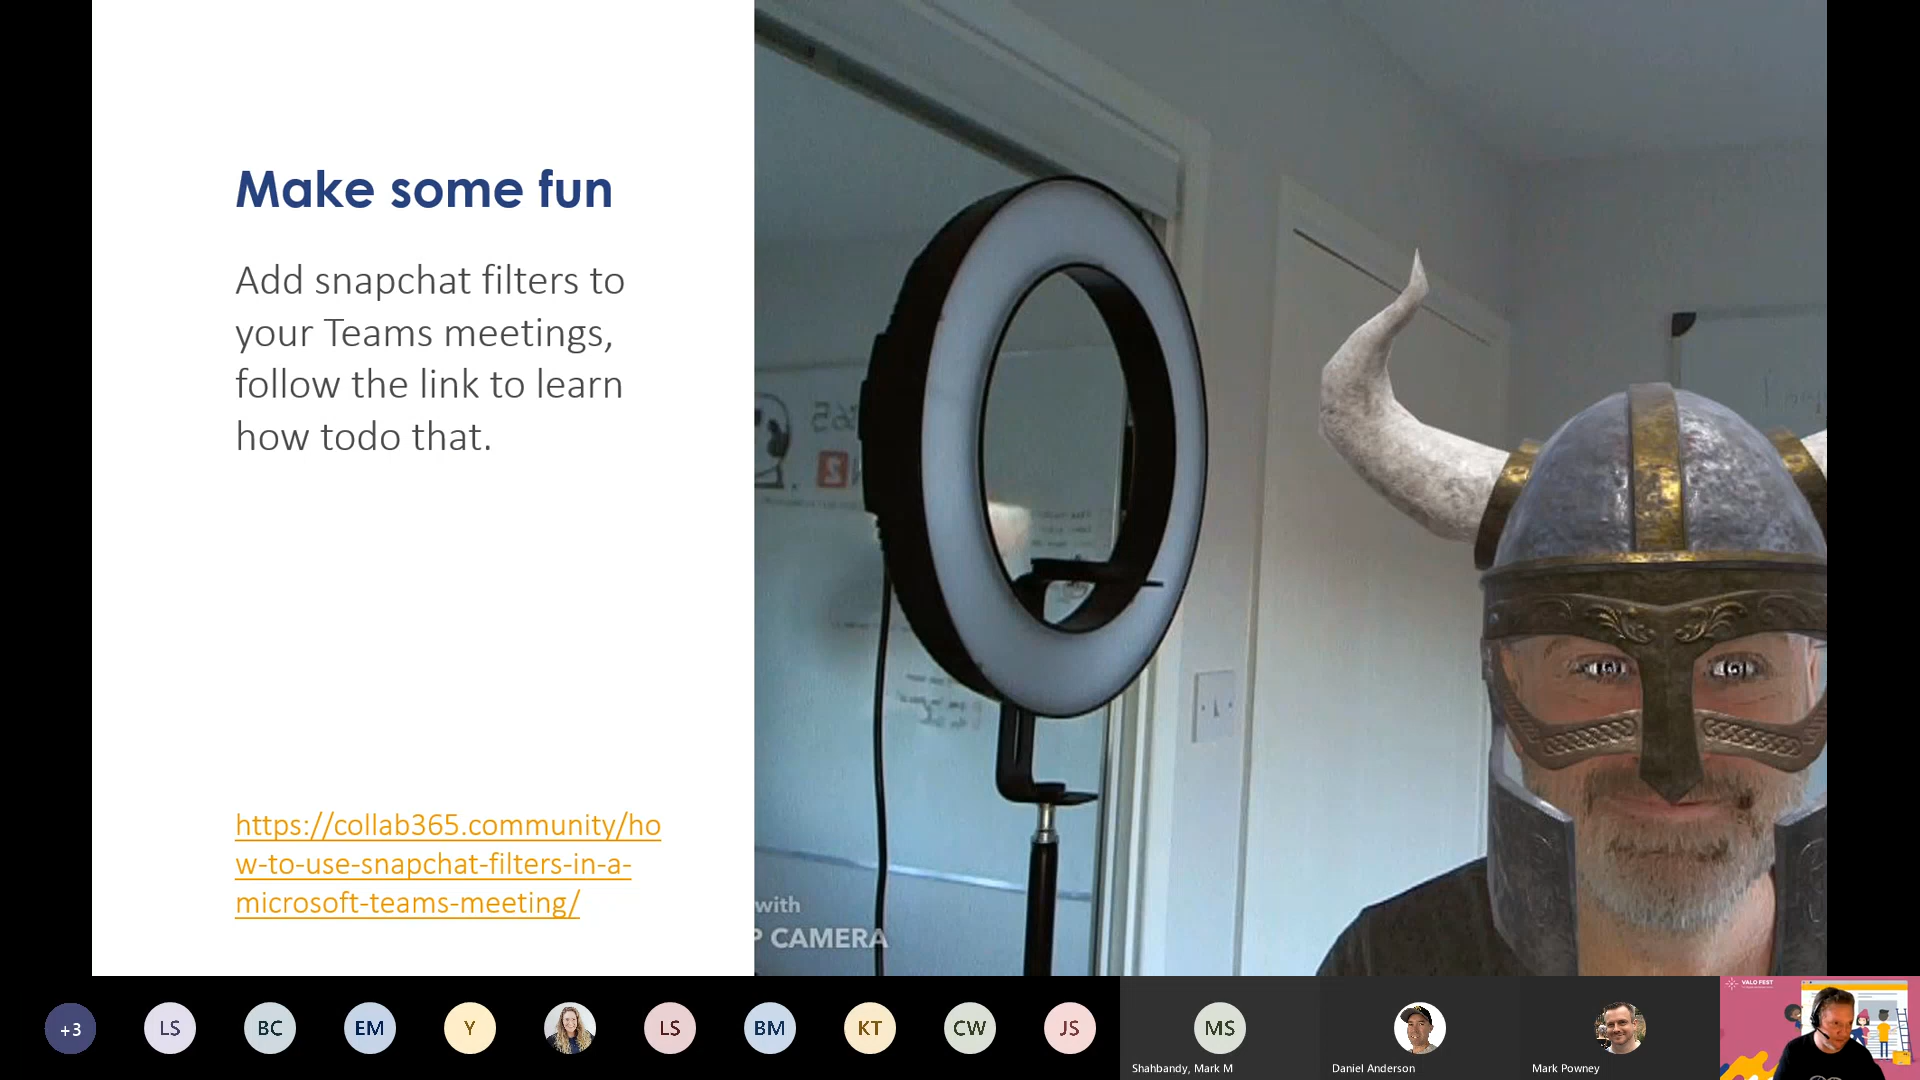 Make some fun
Add snapchat filters to
your Teams meetings,
follow the link to learn
how todo that.
https://collab365.community/ho
w-to-use-snapchat-filters-in-a-
microsoft-teams-meeting/
with
P CAMERA
+3
LS
BC
EM
Y
LS
BM
KT
CW
JS
MS
Shahbandy, Mark M
Daniel Anderson
Mark Powney
VALO FEST